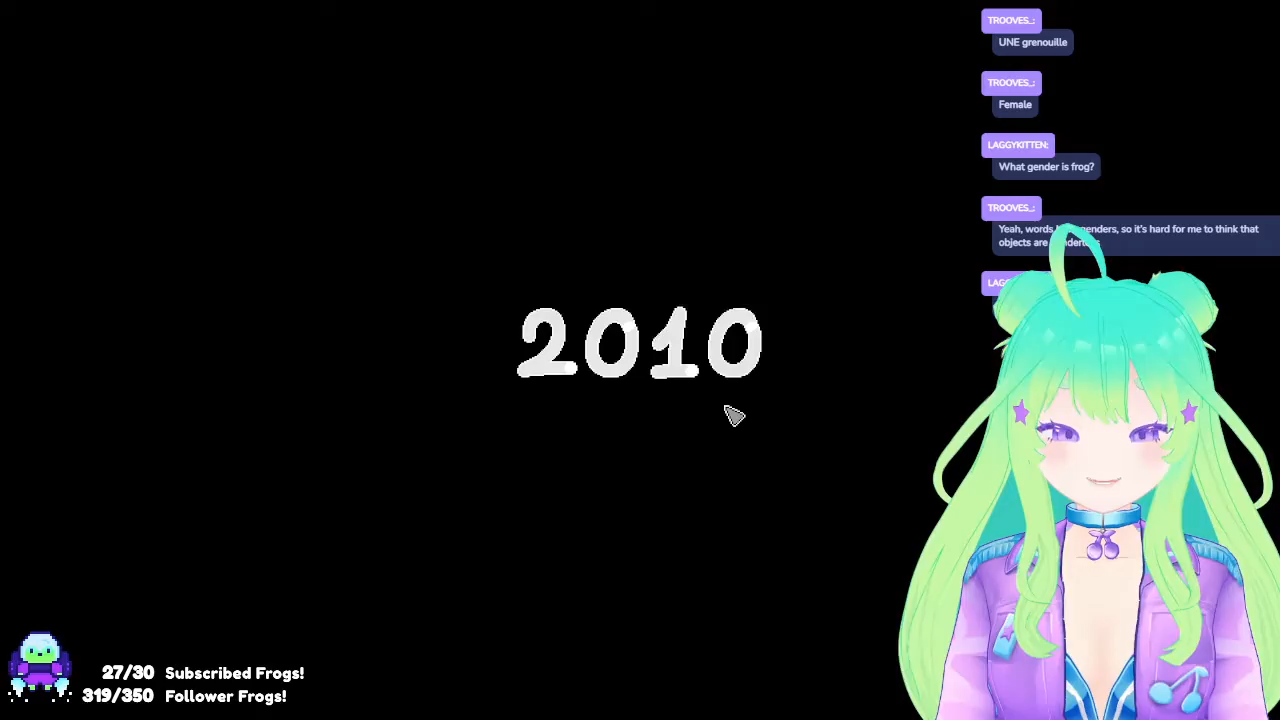 TROOVES_:
UNE grenouille
TROOVES_:
Female
LAGGYKITTEN:
What gender is frog?
TROOVES_:
Yeah, words genders, so it's hard for me to think that
objects are
LAG
2010
27/30 Subscribed Frogs!
319/350 Follower Frogs!